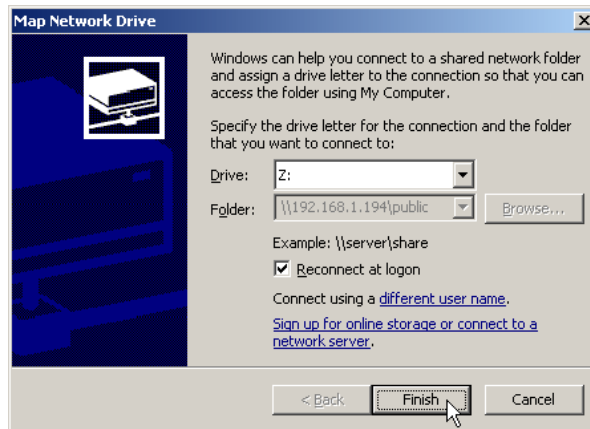 Map Network Drive
Windows can help you connect to a shared network folder
and assign a drive letter to the connection so that you can
access the folder using My Computer.
Specify the drive letter for the connection and the folder
that you want to connect to:
Drive: Z:
Folder: \\192.168.1.194\public Browse...
Example: \\server\share
Reconnect at logon
Connect using a different user name.
Sign up for online storage or connect to a
network server.
< Back Finish Cancel